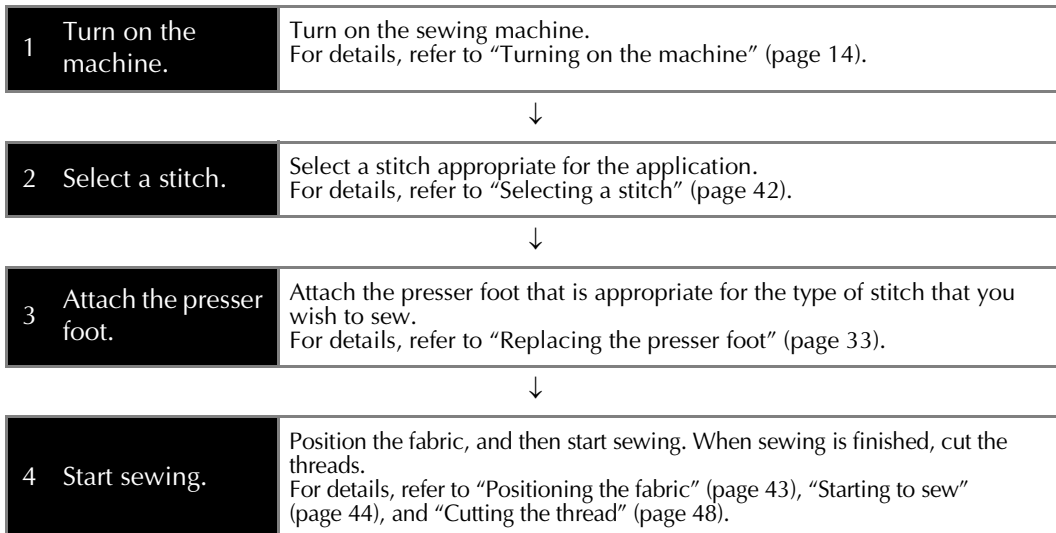 1 Turn on the machine.
Turn on the sewing machine.
For details, refer to “Turning on the machine” (page 14).
↓
2 Select a stitch.
Select a stitch appropriate for the application.
For details, refer to “Selecting a stitch” (page 42).
↓
3 Attach the presser foot.
Attach the presser foot that is appropriate for the type of stitch that you
wish to sew.
For details, refer to “Replacing the presser foot” (page 33).
↓
4 Start sewing.
Position the fabric, and then start sewing. When sewing is finished, cut the
threads.
For details, refer to “Positioning the fabric” (page 43), “Starting to sew”
(page 44), and “Cutting the thread” (page 48).